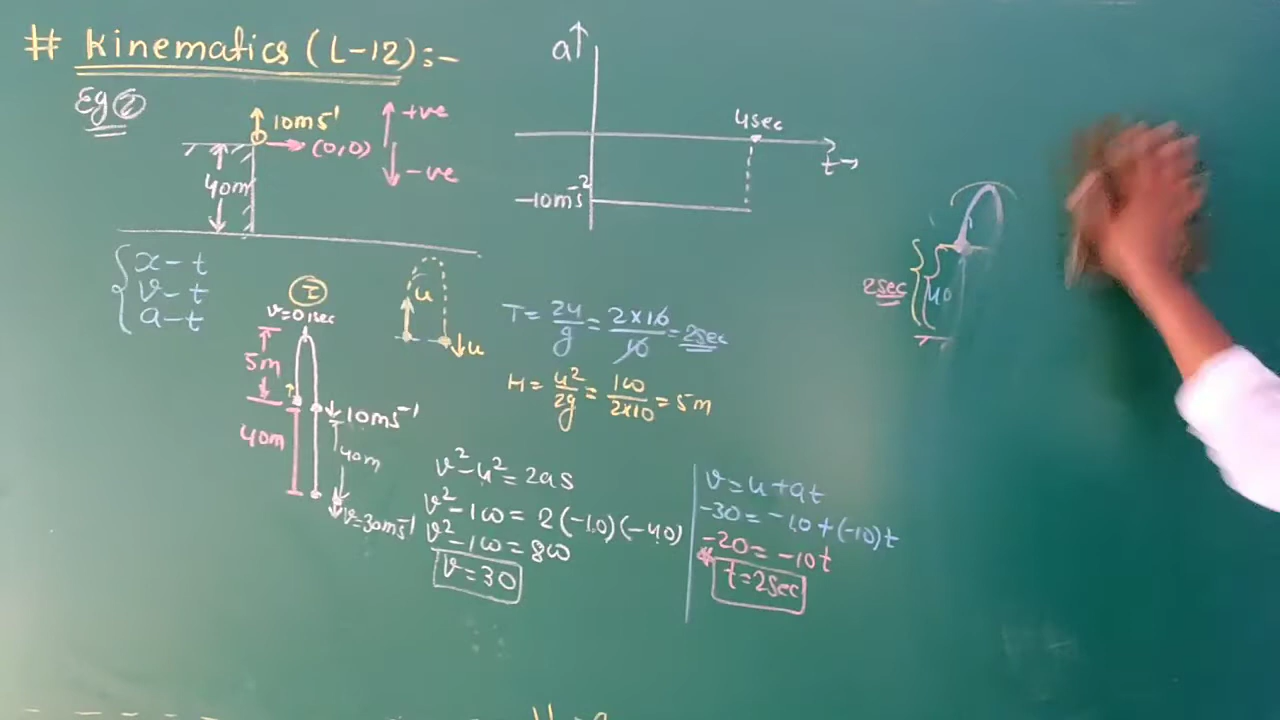 # Kinematics (L-12):-
Eg ②
10ms⁻¹
+ve
(0,0)
-ve
40m
x-t
v-t
a-t
a↑
4sec
t→
-10ms⁻²
2sec
40
I
v=0,1sec
5m
10ms⁻¹
40m
40m
v=30ms⁻¹
u
u
T = 2u/g = 2×10/10 = 2sec
H = u²/2g = 100/2×10 = 5m
v²-u² = 2as
v²-100 = 2(-10)(-40)
v²-100 = 800
v=30
v=u+at
-30 = -10+(-10)t
-20 = -10t
t=2sec